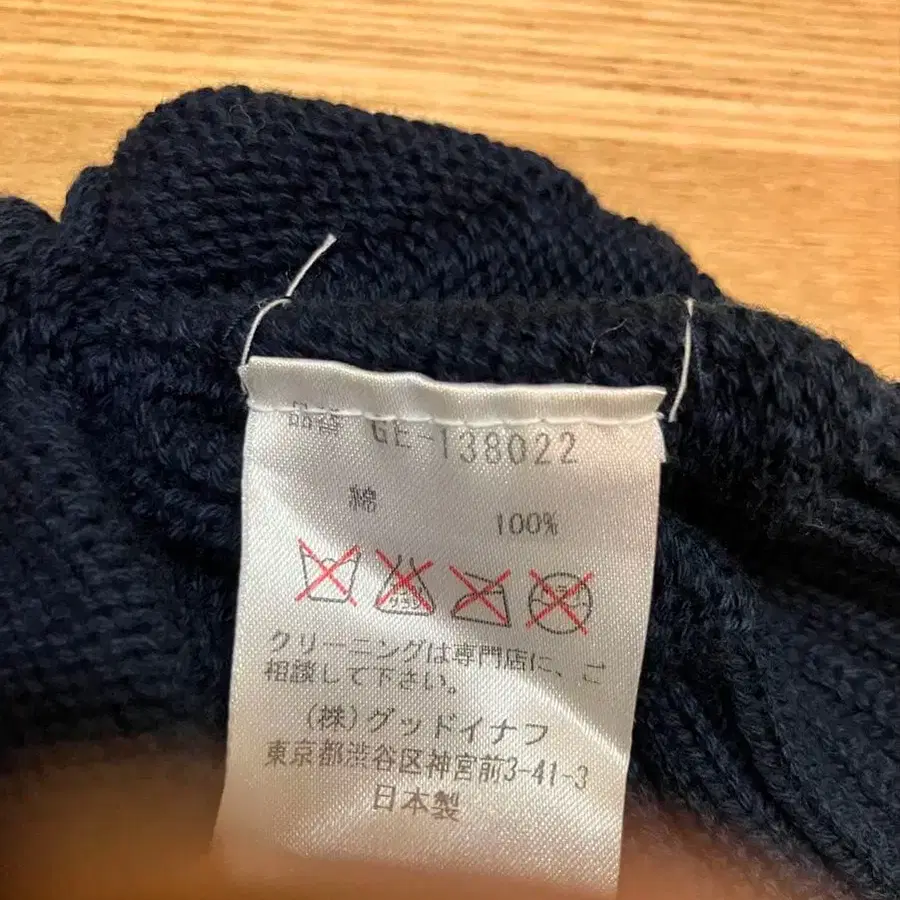 品番 GE-138022
綿 100%
クリーニングは専門店に、ご
相談して下さい。
(株)グッドイナフ
東京都渋谷区神宮前3-41-3
日本製